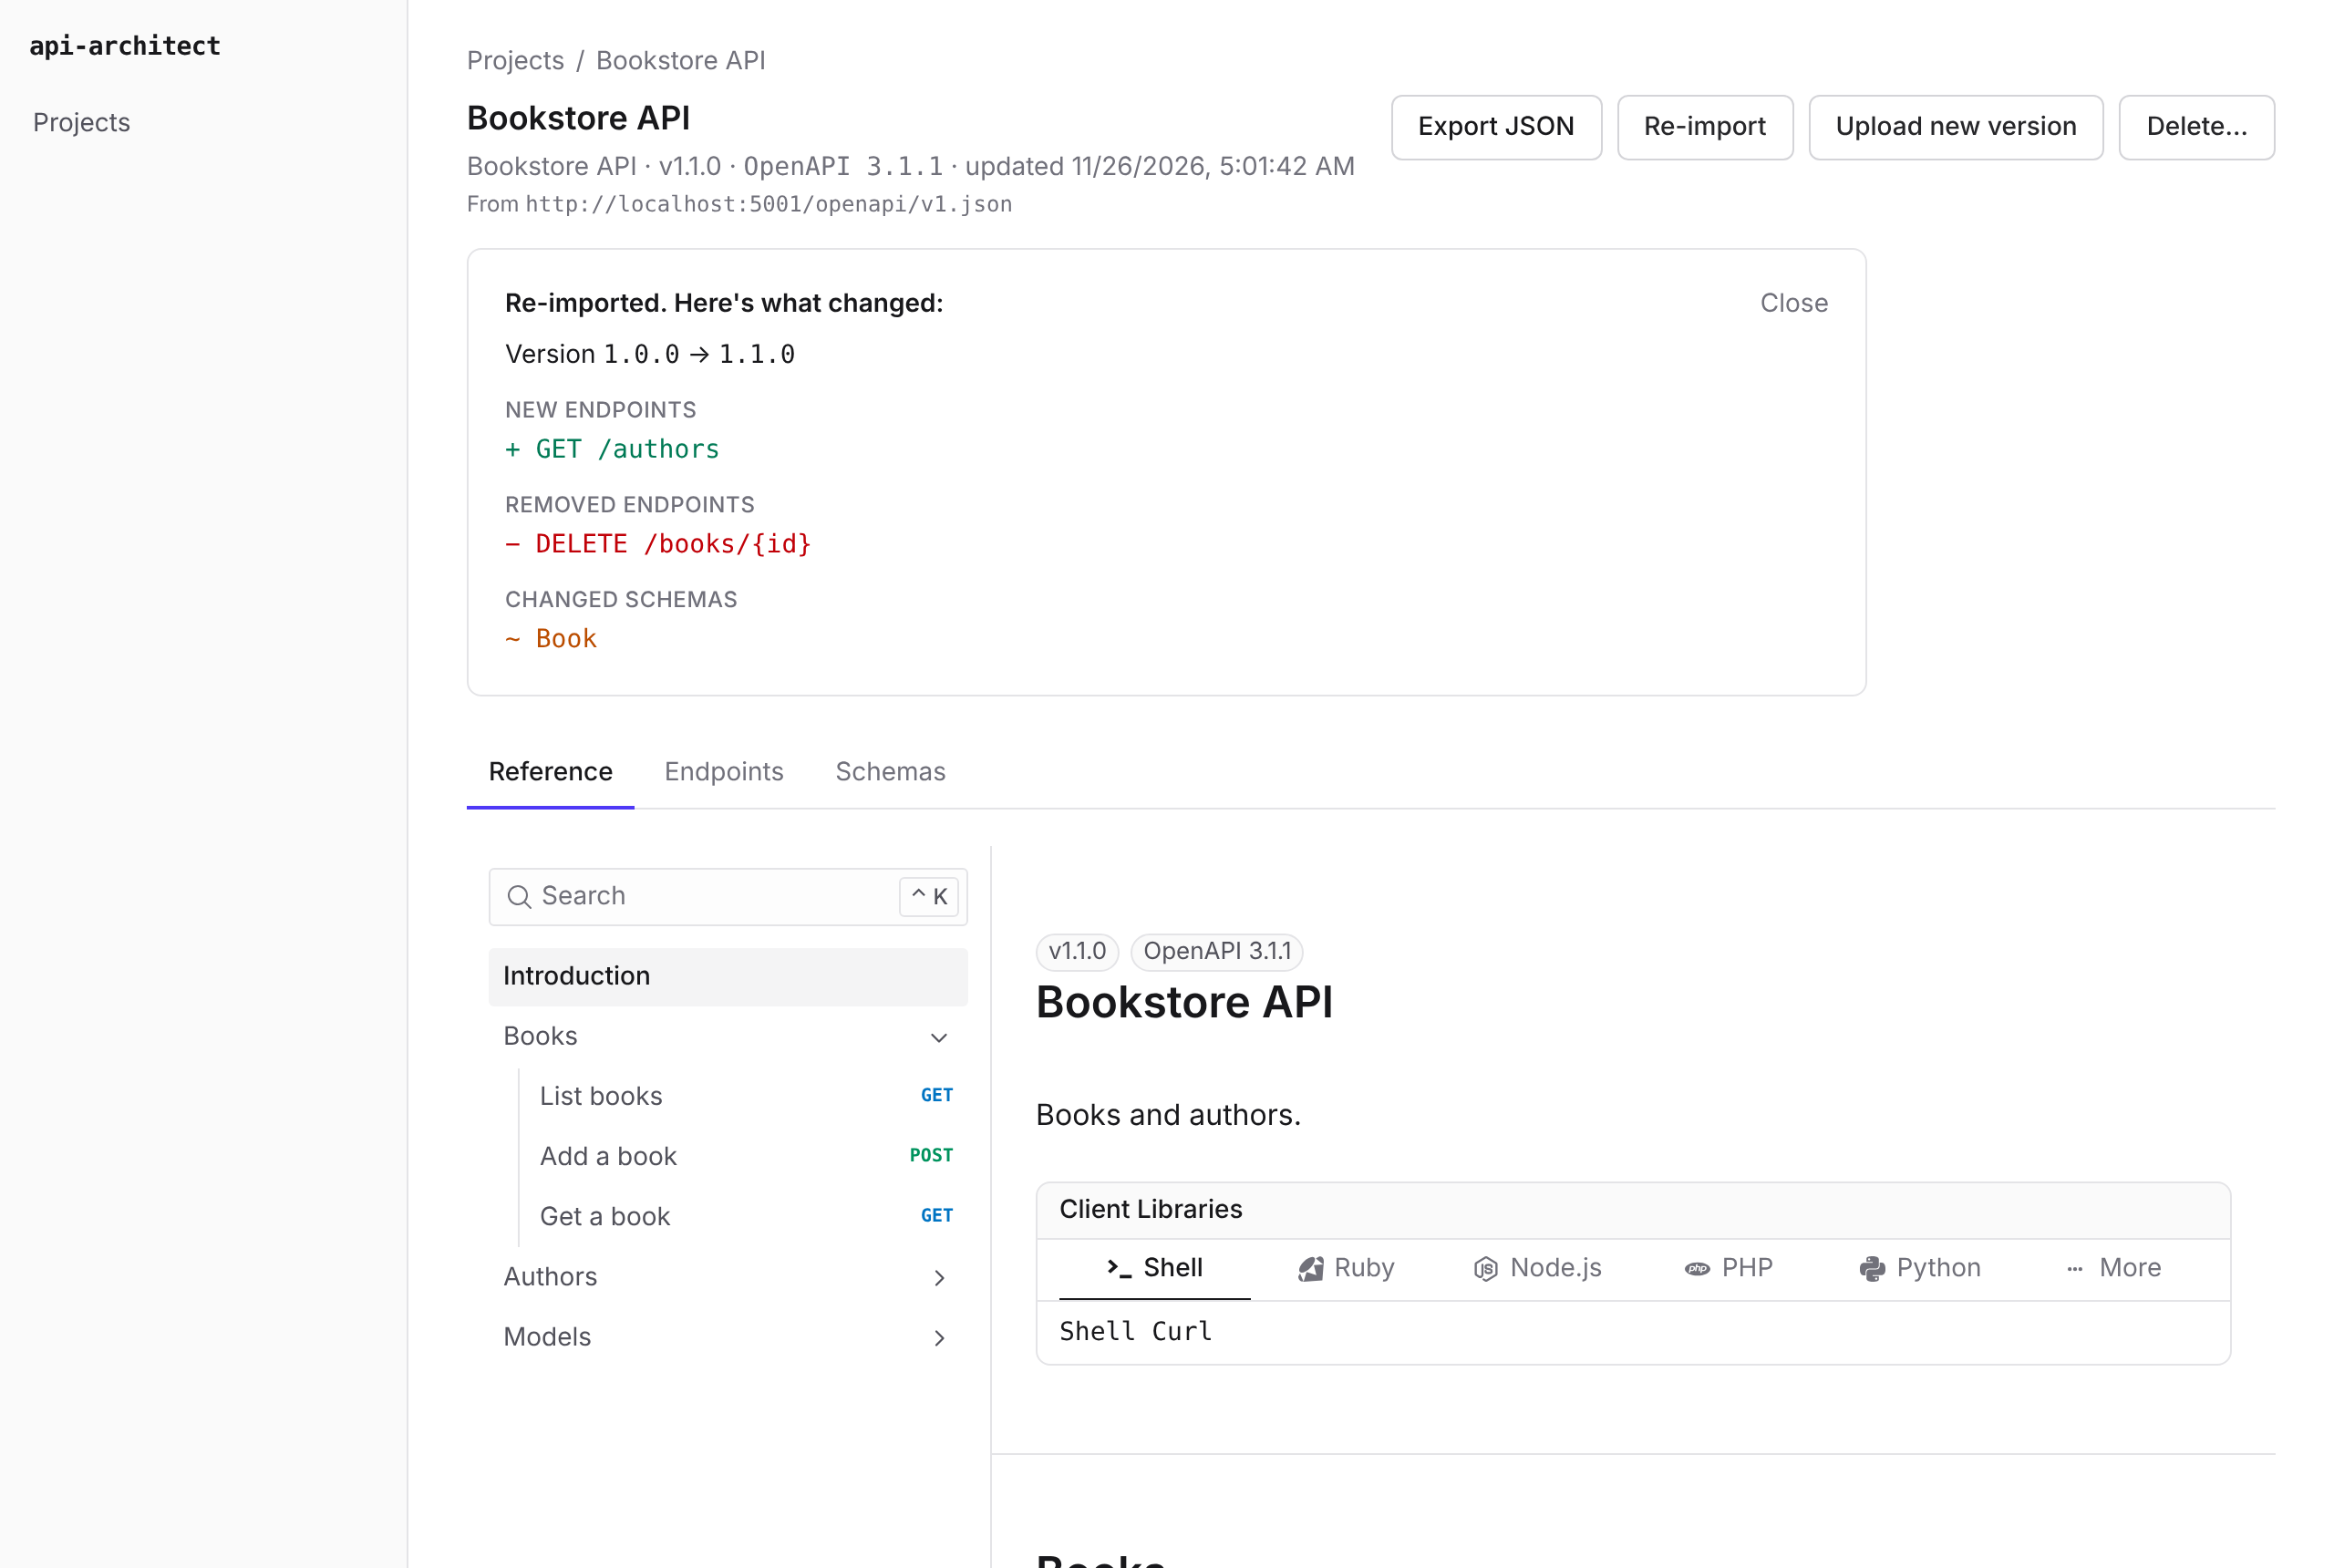 api-architect
Projects
Projects / Bookstore API
Bookstore API
Export JSON
Re-import
Upload new version
Delete...
Bookstore API · v1.1.0 · OpenAPI 3.1.1 · updated 11/26/2026, 5:01:42 AM
From http://localhost:5001/openapi/v1.json
Re-imported. Here's what changed:
Close
Version 1.0.0 → 1.1.0
NEW ENDPOINTS
+ GET /authors
REMOVED ENDPOINTS
− DELETE /books/{id}
CHANGED SCHEMAS
~ Book
Reference
Endpoints
Schemas
Search
^ K
Introduction
Books
List books GET
Add a book POST
Get a book GET
Authors
Models
v1.1.0
OpenAPI 3.1.1
Bookstore API
Books and authors.
Client Libraries
Shell
Ruby
Node.js
php PHP
Python
More
Shell Curl
Books